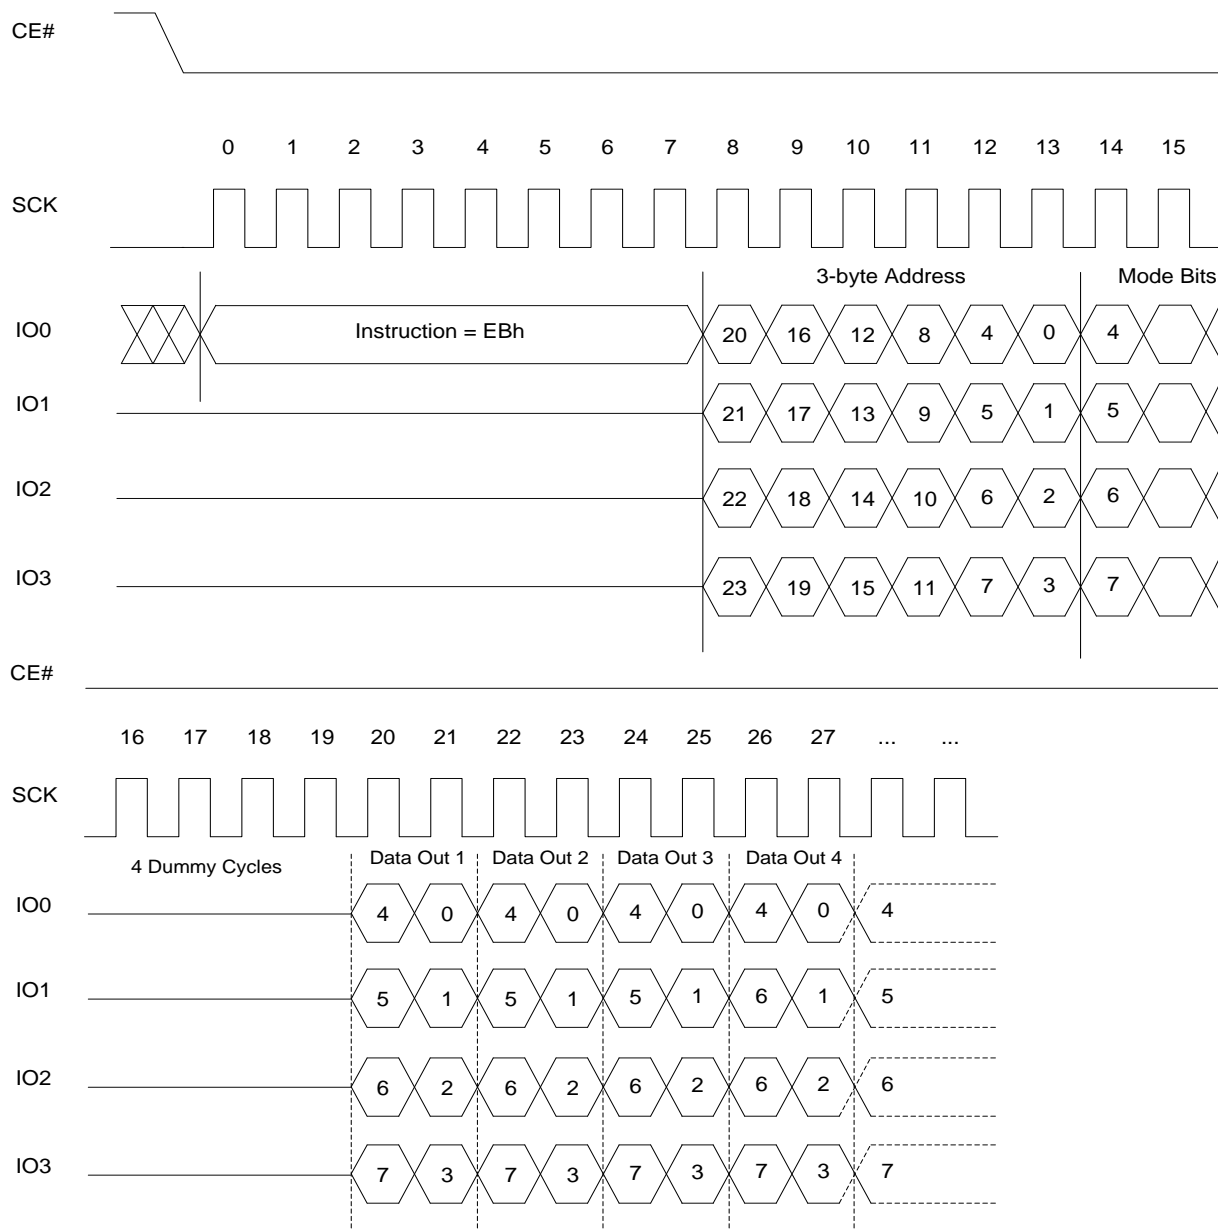 CE#
0 1 2 3 4 5 6 7 8 9 10 11 12 13 14 15
SCK
3-byte Address Mode Bits
IO0 Instruction = EBh 20 16 12 8 4 0 4
IO1 21 17 13 9 5 1 5
IO2 22 18 14 10 6 2 6
IO3 23 19 15 11 7 3 7
CE#
16 17 18 19 20 21 22 23 24 25 26 27 ... ...
SCK
4 Dummy Cycles Data Out 1 Data Out 2 Data Out 3 Data Out 4
IO0 4 0 4 0 4 0 4 0 4
IO1 5 1 5 1 5 1 6 1 5
IO2 6 2 6 2 6 2 6 2 6
IO3 7 3 7 3 7 3 7 3 7